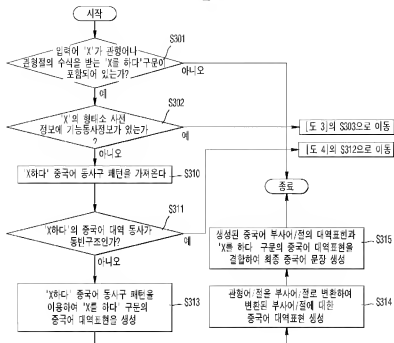 시작
S301
입력어 'X'가 관형어나
관형절의 수식을 받는 'X를 하다'구문이
포함되어 있는가?
아니오
예
S302
'X'의 형태소 사전
정보에 기능동사정보가 있는가
?
예
[도 3]의 S303으로 이동
아니오
[도 4]의 S312으로 이동
'X하다' 중국어 동사구 패턴을 가져온다
S310
종료
S311
'X하다'의 중국어 대역 동사가
동빈구조인가?
예
아니오
생성된 중국어 부사어/절의 대역표현과
'X를 하다' 구문의 중국어 대역표현을
결합하여 최종 중국어 문장 생성
S315
'X하다' 중국어 동사구 패턴을
이용하여 'X를 하다' 구문의
중국어 대역표현을 생성
S313
관형어/절을 부사어/절로 변환하여
변환된 부사어/절에 대한
중국어 대역표현 생성
S314